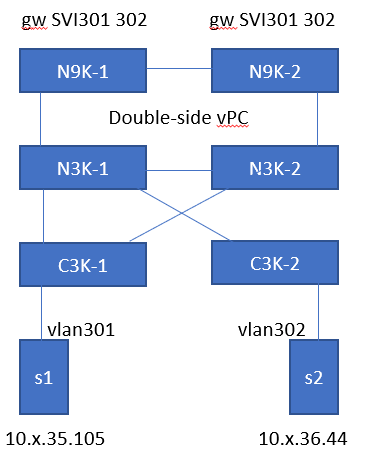 gw SVI301 302 gw SVI301 302
N9K-1 N9K-2
Double-side vPC
N3K-1 N3K-2
C3K-1 C3K-2
vlan301 vlan302
s1 s2
10.x.35.105 10.x.36.44